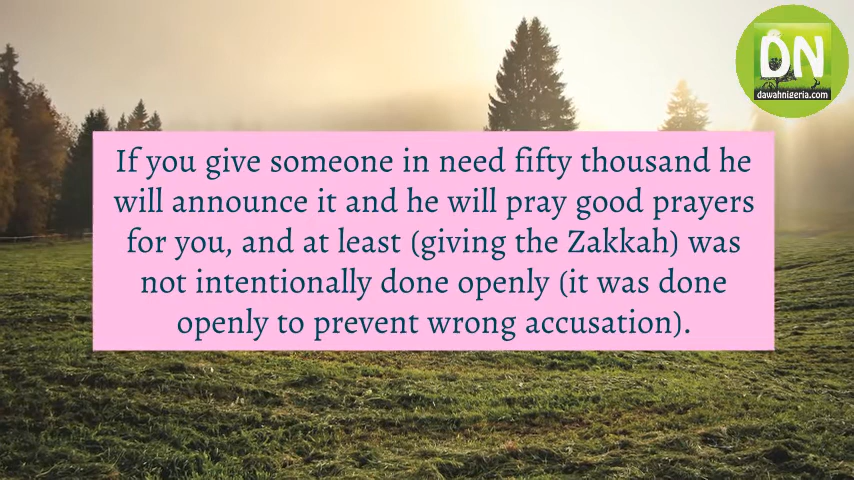 DN
dawahnigeria.com
If you give someone in need fifty thousand he
will announce it and he will pray good prayers
for you, and at least (giving the Zakkah) was
not intentionally done openly (it was done
openly to prevent wrong accusation).